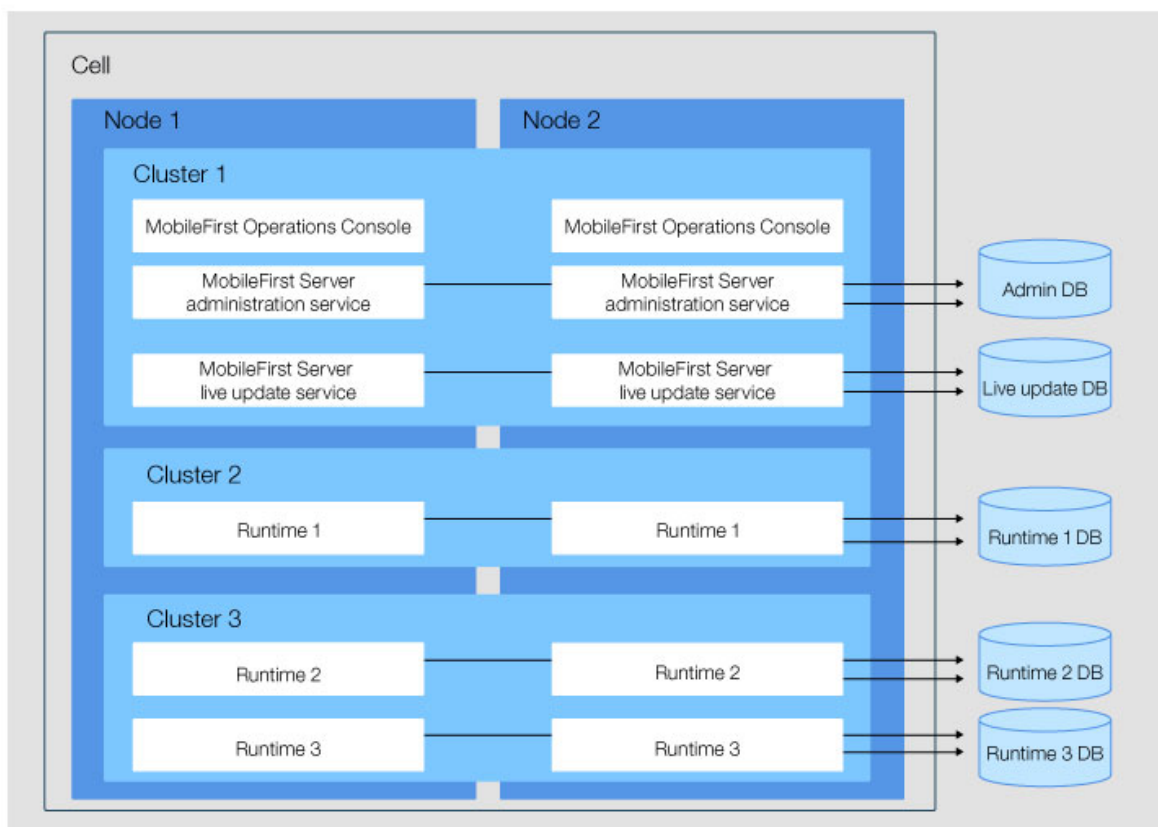 Cell
Node 1
Node 2
Cluster 1
MobileFirst Operations Console
MobileFirst Operations Console
MobileFirst Server
administration service
MobileFirst Server
administration service
Admin DB
MobileFirst Server
live update service
MobileFirst Server
live update service
Live update DB
Cluster 2
Runtime 1
Runtime 1
Runtime 1 DB
Cluster 3
Runtime 2
Runtime 2
Runtime 2 DB
Runtime 3
Runtime 3
Runtime 3 DB